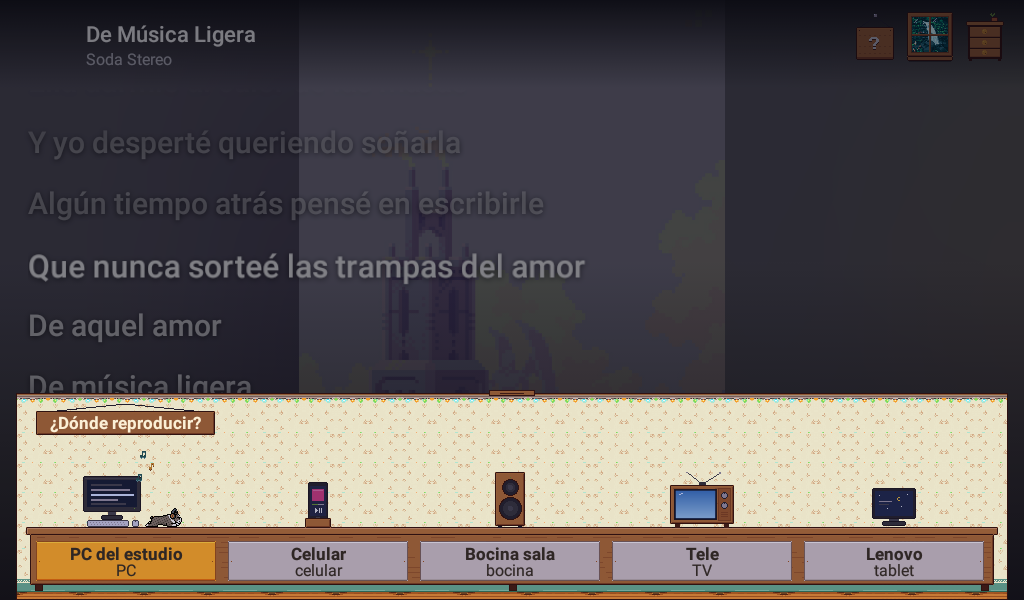 De Música Ligera
Soda Stereo
?
Y yo desperté queriendo soñarla
Algún tiempo atrás pensé en escribirle
Que nunca sorteé las trampas del amor
De aquel amor
De música ligera
¿Dónde reproducir?
PC del estudio
PC
Celular
celular
Bocina sala
bocina
Tele
TV
Lenovo
tablet